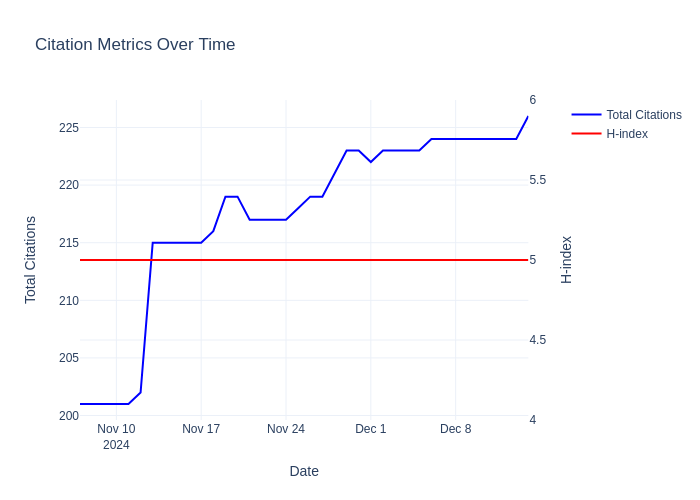 Citation Metrics Over Time
Total Citations
H-index
225
220
215
210
205
200
6
5.5
5
4.5
4
Nov 10
2024
Nov 17
Nov 24
Dec 1
Dec 8
Date
Total Citations
H-index